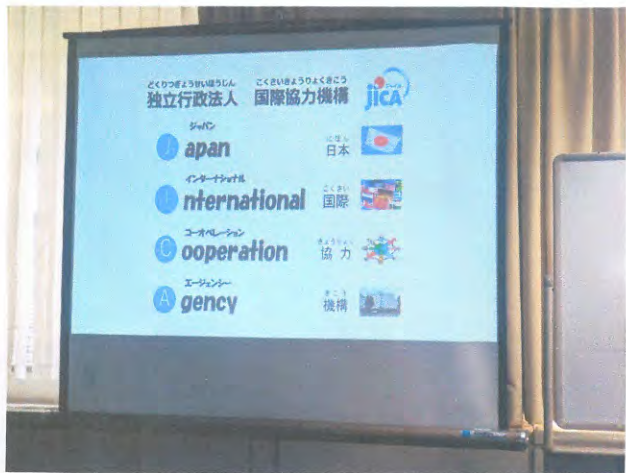 どくりつぎょうせいほうじん こくさいきょうりょくきこう
独立行政法人 国際協力機構 jICA
ジャパン にほん
Japan 日本
インターナショナル こくさい
International 国際
コーオペレーション きょうりょく
Cooperation 協力
エージェンシー きこう
Agency 機構